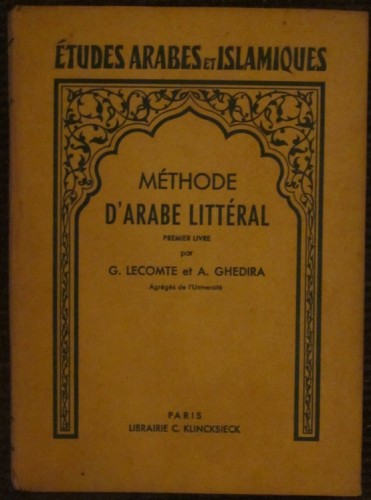 ÉTUDES ARABES ET ISLAMIQUES
MÉTHODE
D'ARABE LITTÉRAL
PREMIER LIVRE
par
G. LECOMTE et A. GHEDIRA
Agrégés de l'Université
PARIS
LIBRAIRIE C. KLINCKSIECK